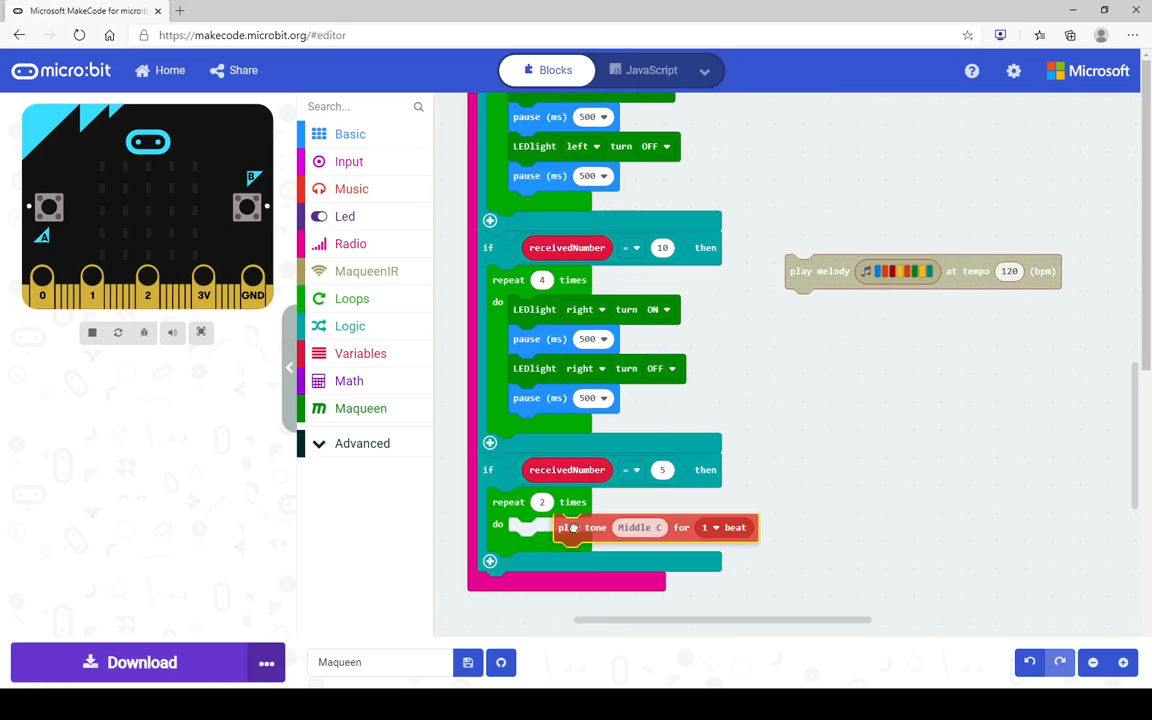 Microsoft MakeCode for micro:b
https://makecode.microbit.org/#editor
micro:bit
Home
Share
Blocks
JavaScript
Microsoft
Search...
Basic
Input
Music
Led
Radio
MaqueenIR
Loops
Logic
Variables
Math
Maqueen
Advanced
A
B
0 1 2 3V GND
pause (ms) 500
LEDlight left turn OFF
pause (ms) 500
if receivedNumber = 10 then
repeat 4 times
do
LEDlight right turn ON
pause (ms) 500
LEDlight right turn OFF
pause (ms) 500
if receivedNumber = 5 then
repeat 2 times
do
play tone Middle C for 1 beat
play melody at tempo 120 (bpm)
Download
Maqueen